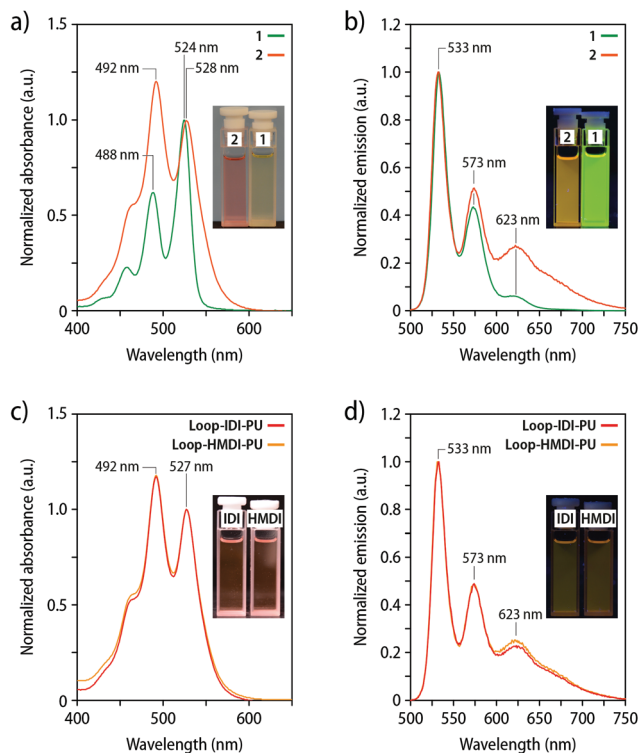 a)
1
2
524 nm
492 nm
528 nm
488 nm
2 1
Normalized absorbance (a.u.)
1.5
1.0
0.5
0
400 500 600
Wavelength (nm)
b)
1
2
533 nm
573 nm
623 nm
2 1
Normalized emission (a.u.)
1.2
1.0
0.8
0.6
0.4
0.2
0
500 550 600 650 700 750
Wavelength (nm)
c)
Loop-IDI-PU
Loop-HMDI-PU
492 nm
527 nm
IDI HMDI
Normalized absorbance (a.u.)
1.5
1.0
0.5
0
400 500 600
Wavelength (nm)
d)
Loop-IDI-PU
Loop-HMDI-PU
533 nm
573 nm
623 nm
IDI HMDI
Normalized emission (a.u.)
1.2
1.0
0.8
0.6
0.4
0.2
0
500 550 600 650 700 750
Wavelength (nm)